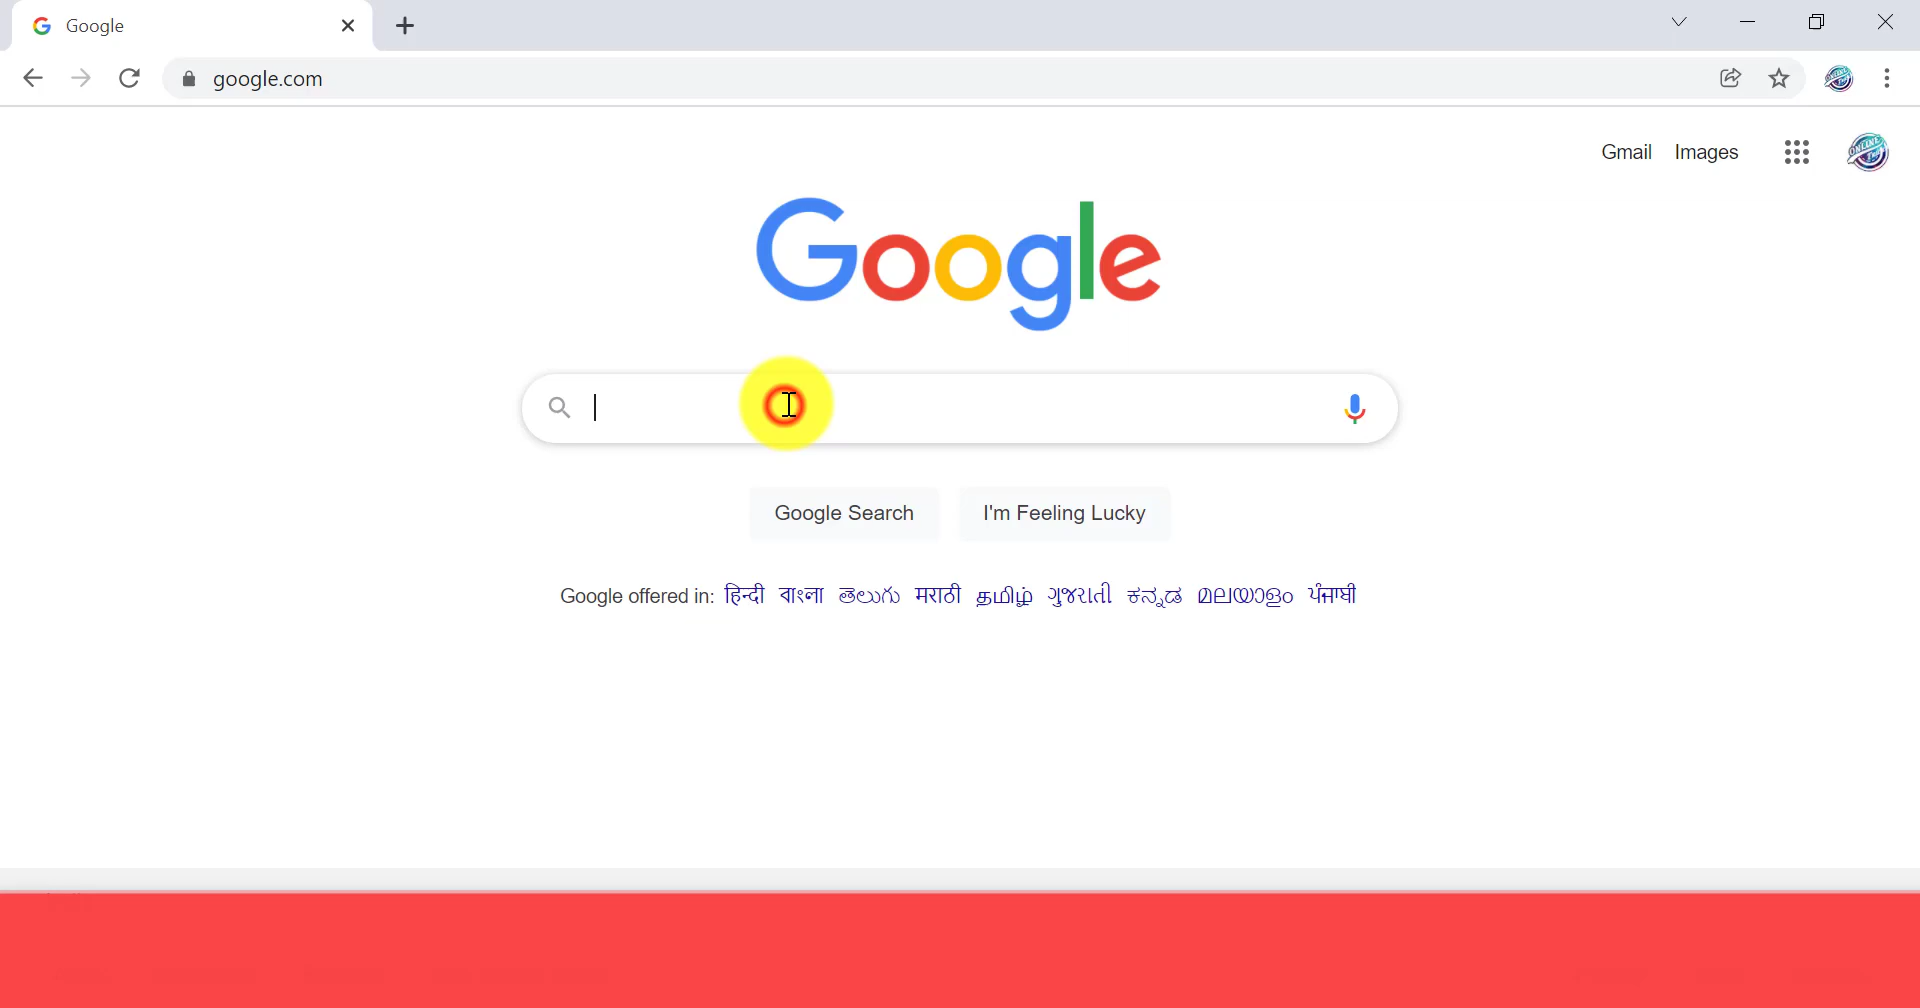 Google
google.com
Gmail Images
Google
Google Search I'm Feeling Lucky
Google offered in: हिन्दी বাংলা తెలుగు मराठी தமிழ் ગુજરાતી ಕನ್ನಡ മലയാളം ਪੰਜਾਬੀ